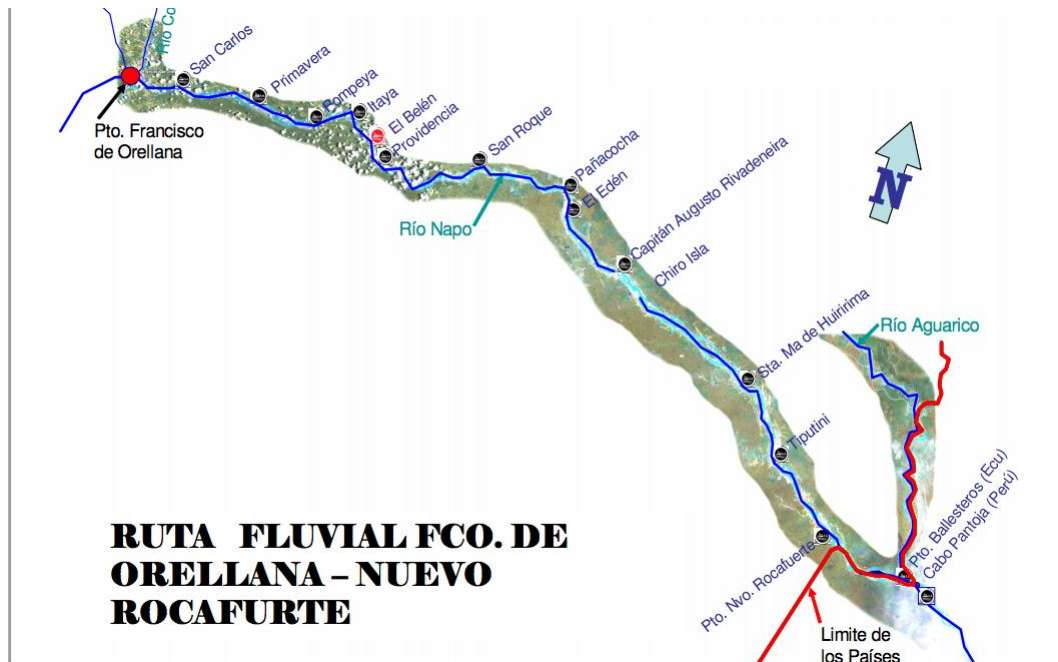 Río Co
San Carlos
Primavera
Pompeya
Itaya
El Belén
Providencia
Pto. Francisco
de Orellana
San Roque
Pañacocha
El Edén
Río Napo
Capitán Augusto Rivadeneira
Chiro Isla
N
Sta. Ma de Huiririma
Río Aguarico
Tiputini
Pto. Ballesteros (Ecu)
Cabo Pantoja (Perú)
Pto. Nvo. Rocafuerte
RUTA FLUVIAL FCO. DE
ORELLANA – NUEVO
ROCAFURTE
Limite de
los Países